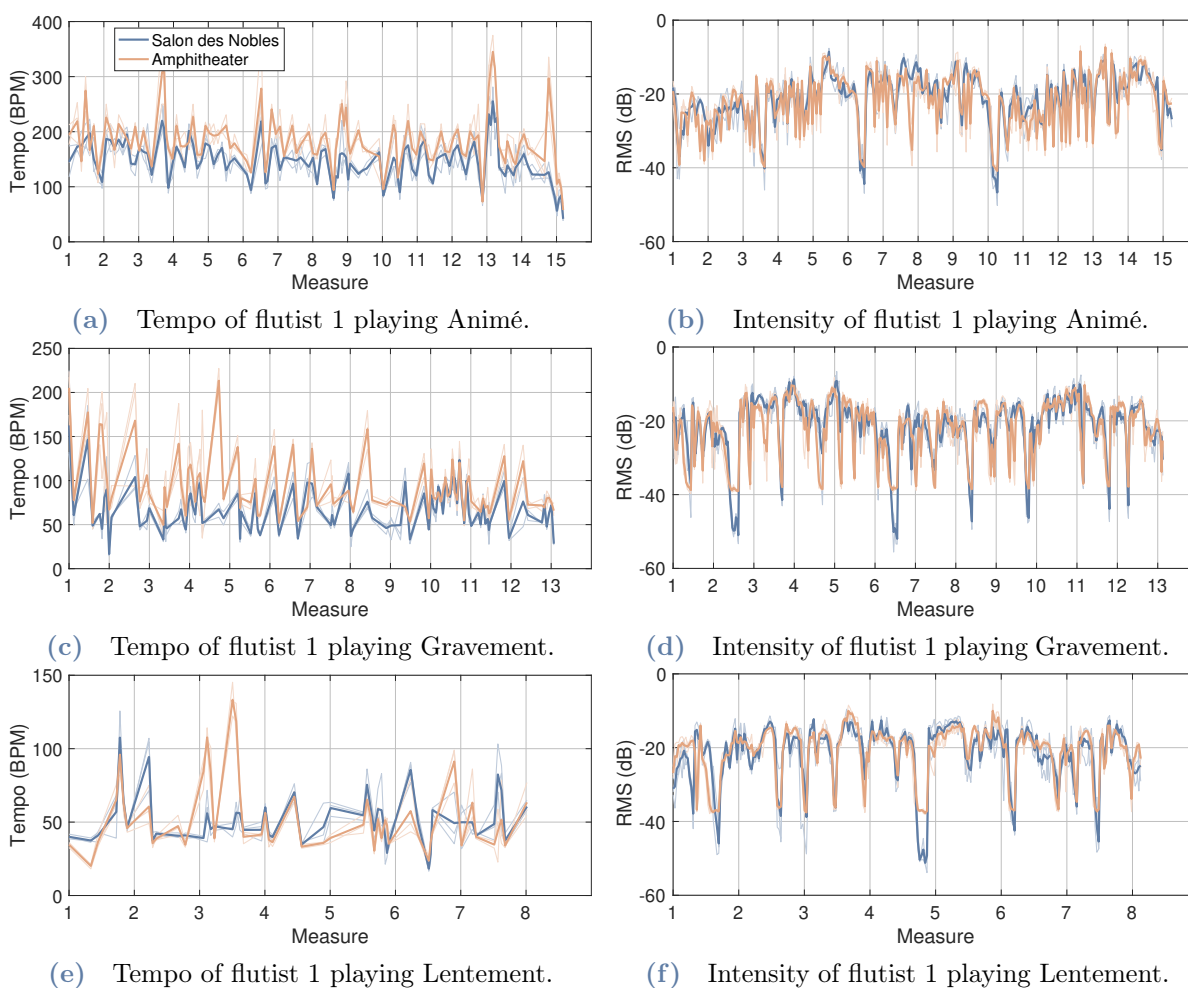 400
300
200
100
0
Tempo (BPM)
Salon des Nobles
Amphitheater
1 2 3 4 5 6 7 8 9 10 11 12 13 14 15
Measure
(a) Tempo of flutist 1 playing Animé.
0
-20
-40
-60
RMS (dB)
1 2 3 4 5 6 7 8 9 10 11 12 13 14 15
Measure
(b) Intensity of flutist 1 playing Animé.
250
200
150
100
50
0
Tempo (BPM)
1 2 3 4 5 6 7 8 9 10 11 12 13
Measure
(c) Tempo of flutist 1 playing Gravement.
0
-20
-40
-60
RMS (dB)
1 2 3 4 5 6 7 8 9 10 11 12 13
Measure
(d) Intensity of flutist 1 playing Gravement.
150
100
50
0
Tempo (BPM)
1 2 3 4 5 6 7 8
Measure
(e) Tempo of flutist 1 playing Lentement.
0
-20
-40
-60
RMS (dB)
1 2 3 4 5 6 7 8
Measure
(f) Intensity of flutist 1 playing Lentement.